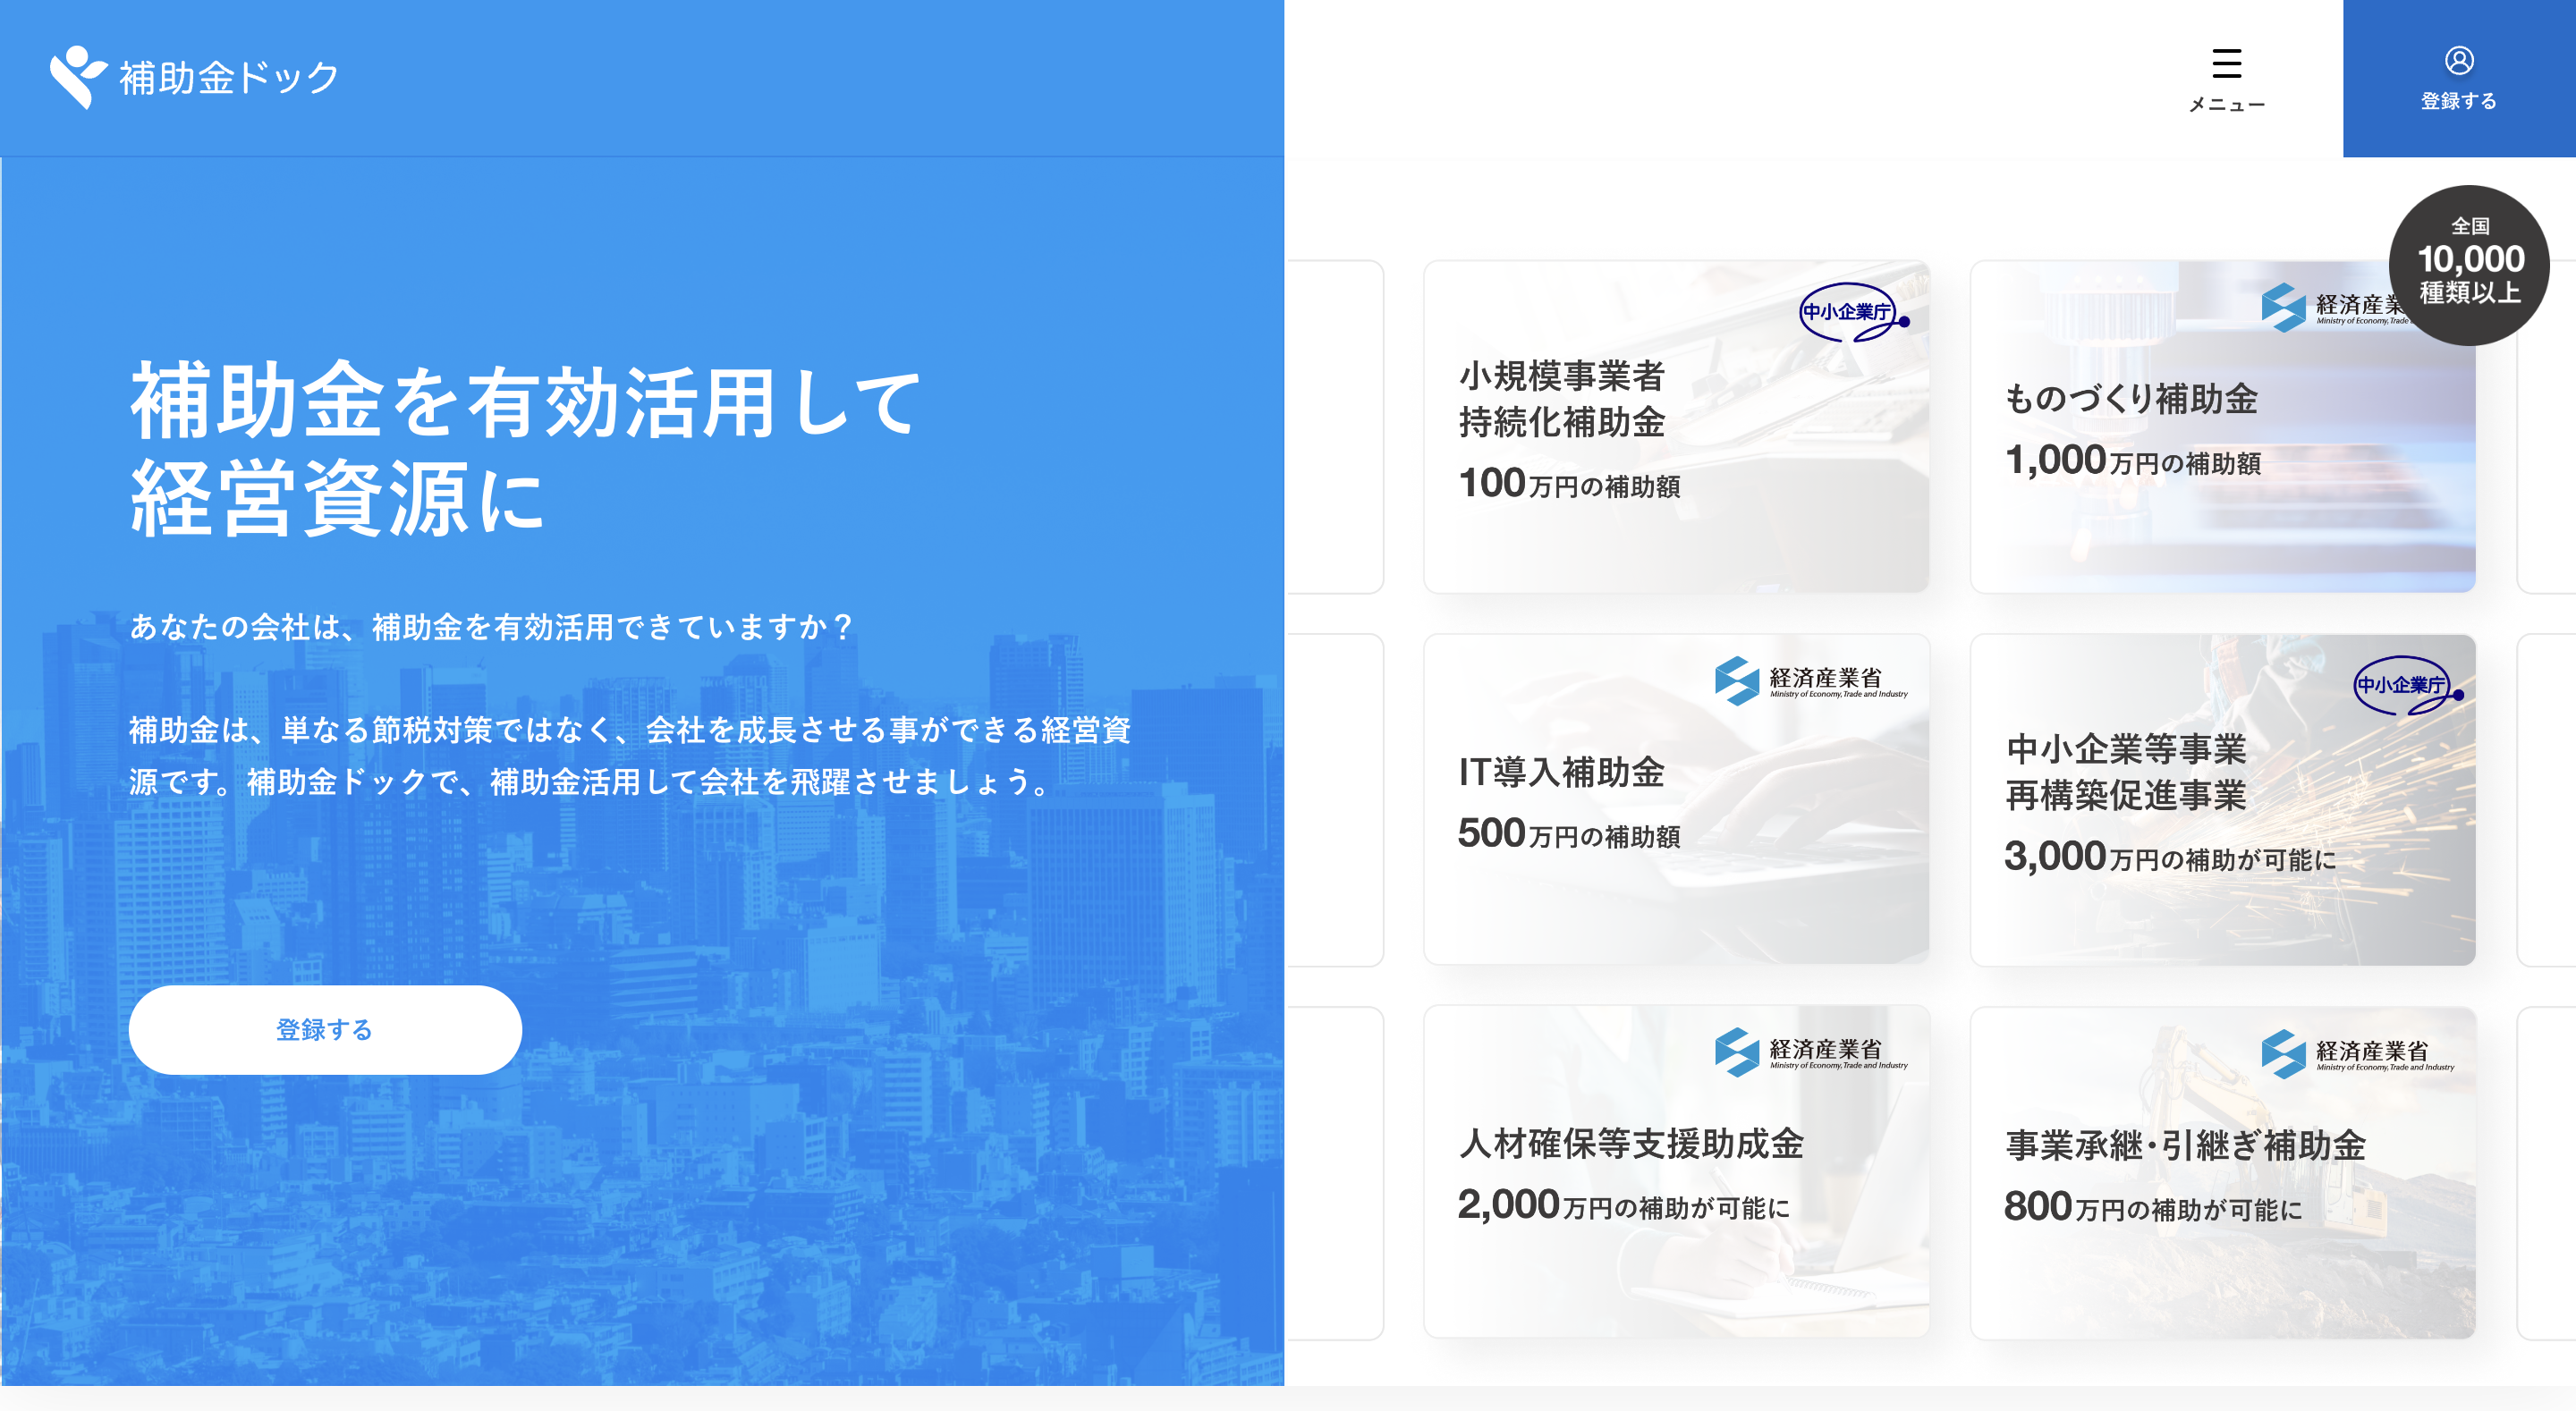 補助金ドック
メニュー
登録する
補助金を有効活用して
経営資源に
あなたの会社は、補助金を有効活用できていますか？
補助金は、単なる節税対策ではなく、会社を成長させる事ができる経営資
源です。補助金ドックで、補助金活用して会社を飛躍させましょう。
登録する
全国
10,000
種類以上
中小企業庁
小規模事業者
持続化補助金
100万円の補助額
経済産業
Ministry of Economy, Trade
ものづくり補助金
1,000万円の補助額
経済産業省
Ministry of Economy, Trade and Industry
IT導入補助金
500万円の補助額
中小企業庁
中小企業等事業
再構築促進事業
3,000万円の補助が可能に
経済産業省
Ministry of Economy, Trade and Industry
人材確保等支援助成金
2,000万円の補助が可能に
経済産業省
Ministry of Economy, Trade and Industry
事業承継・引継ぎ補助金
800万円の補助が可能に